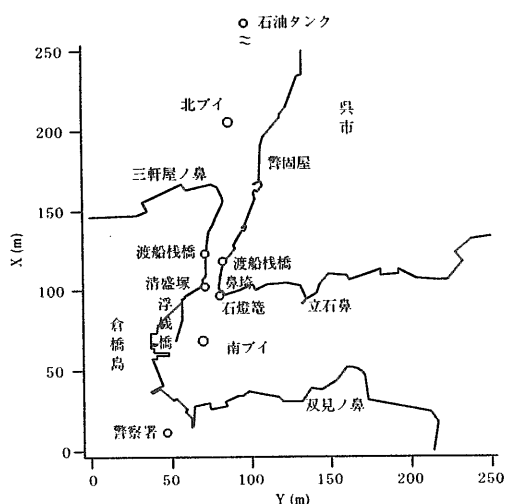 石油タンク
≈
250
北ブイ
呉市
200
警固屋
三軒屋ノ鼻
150
X (m)
渡船桟橋
渡船桟橋
清盛塚
鼻埼
100
石燈篭
立石鼻
浮桟橋
倉橋島
南ブイ
50
双見ノ鼻
警察署
0
0
50
100
150
200
250
Y (m)